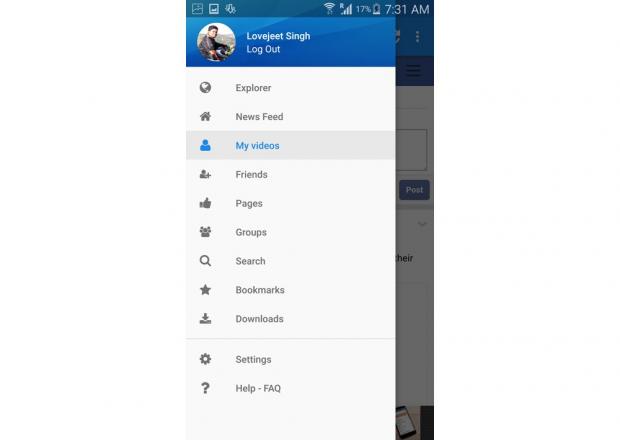 17% 7:31 AM
Lovejeet Singh
Log Out
Explorer
News Feed
My videos
Friends
Post
Pages
Groups
their
Search
Bookmarks
Downloads
Settings
Help - FAQ